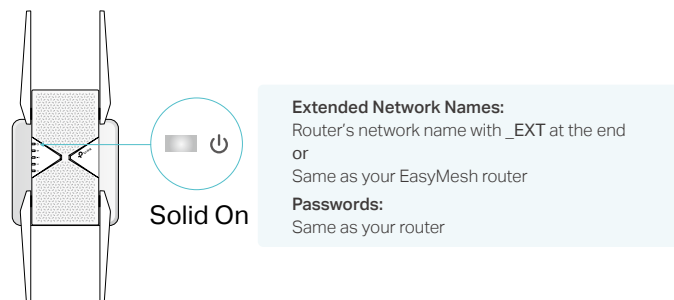 Solid On
Extended Network Names:
Router's network name with _EXT at the end
or
Same as your EasyMesh router
Passwords:
Same as your router